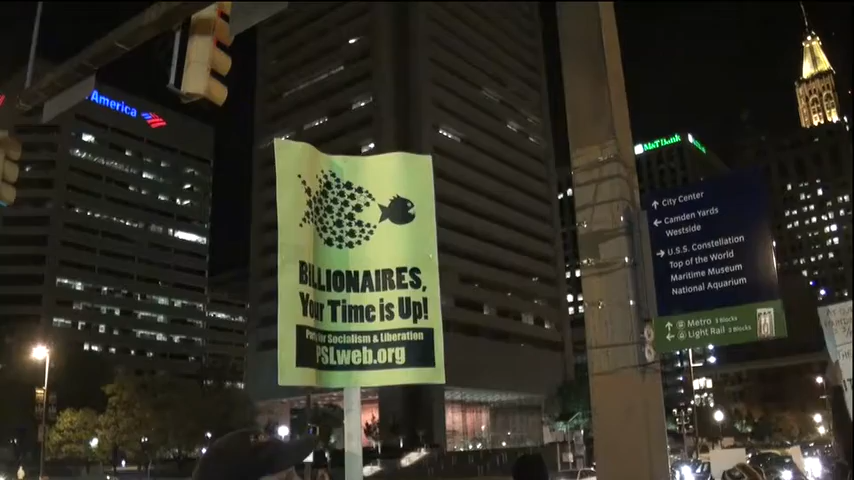 America
BILLIONAIRES,
Your Time is Up!
Party for Socialism & Liberation
PSLweb.org
M&T Bank
City Center
Camden Yards
Westside
U.S. Constellation
Top of the World
Maritime Museum
National Aquarium
Metro 3 Blocks
Light Rail 3 Blocks